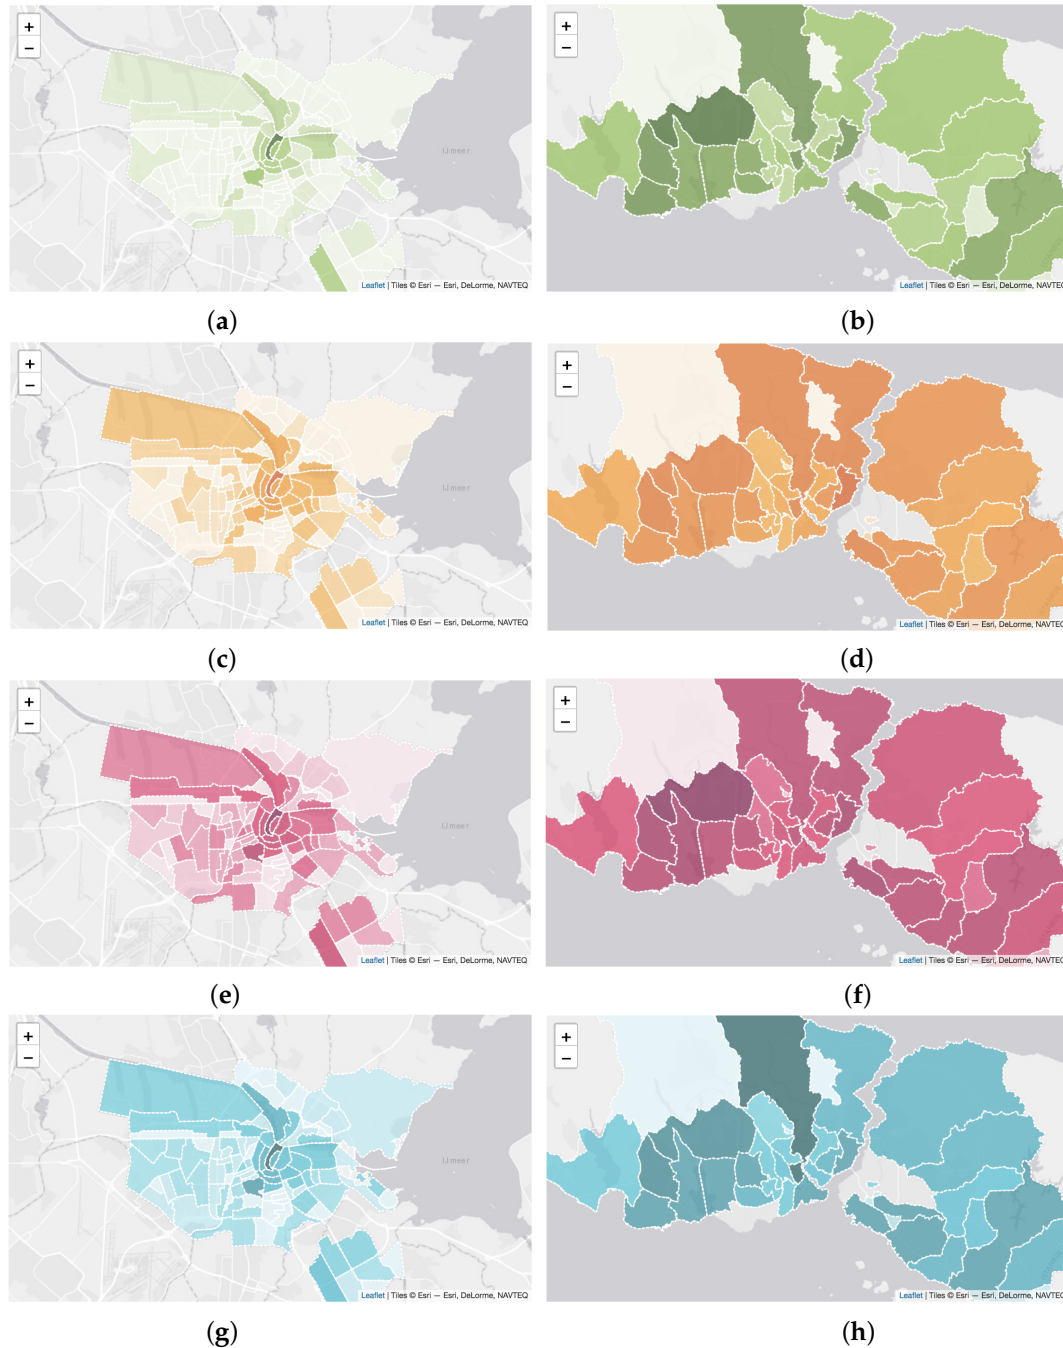 +
−
IJmeer
Leaflet | Tiles © Esri — Esri, DeLorme, NAVTEQ
(a)
+
−
Leaflet | Tiles © Esri — Esri, DeLorme, NAVTEQ
(b)
+
−
IJmeer
Leaflet | Tiles © Esri — Esri, DeLorme, NAVTEQ
(c)
+
−
Leaflet | Tiles © Esri — Esri, DeLorme, NAVTEQ
(d)
+
−
IJmeer
Leaflet | Tiles © Esri — Esri, DeLorme, NAVTEQ
(e)
+
−
Leaflet | Tiles © Esri — Esri, DeLorme, NAVTEQ
(f)
+
−
IJmeer
Leaflet | Tiles © Esri — Esri, DeLorme, NAVTEQ
(g)
+
−
Leaflet | Tiles © Esri — Esri, DeLorme, NAVTEQ
(h)